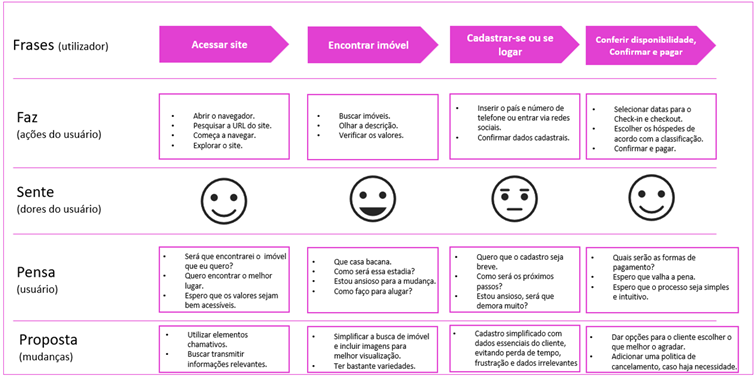 Frases (utilizador)
Acessar site
Encontrar imóvel
Cadastrar-se ou se
logar
Conferir disponibilidade,
Confirmar e pagar
Faz
(ações do usuário)
• Abrir o navegador.
• Pesquisar a URL do site.
• Começa a navegar.
• Explorar o site.
• Buscar imóveis.
• Olhar a descrição.
• Verificar os valores.
• Inserir o país e número de
telefone ou entrar via redes
sociais.
• Confirmar dados cadastrais.
• Selecionar datas para o
Check-in e checkout.
• Escolher os hóspedes de
acordo com a classificação.
• Confirmar e pagar.
Sente
(dores do usuário)
Pensa
(usuário)
• Será que encontrarei o imóvel
que eu quero?
• Quero encontrar o melhor
lugar.
• Espero que os valores sejam
bem acessíveis.
• Que casa bacana.
• Como será essa estadia?
• Estou ansioso para a mudança.
• Como faço para alugar?
• Quero que o cadastro seja
breve.
• Como será os próximos
passos?
• Estou ansioso, será que
demora muito?
• Quais serão as formas de
pagamento?
• Espero que valha a pena.
• Espero que o processo seja simples
e intuitivo.
Proposta
(mudanças)
• Utilizar elementos
chamativos.
• Buscar transmitir
informações relevantes.
• Simplificar a busca de imóvel
e incluir imagens para
melhor visualização.
• Ter bastante variedades.
• Cadastro simplificado com
dados essenciais do cliente,
evitando perda de tempo,
frustração e dados irrelevantes
• Dar opções para o cliente escolher o
que melhor o agradar.
• Adicionar uma politica de
cancelamento, caso haja necessidade.